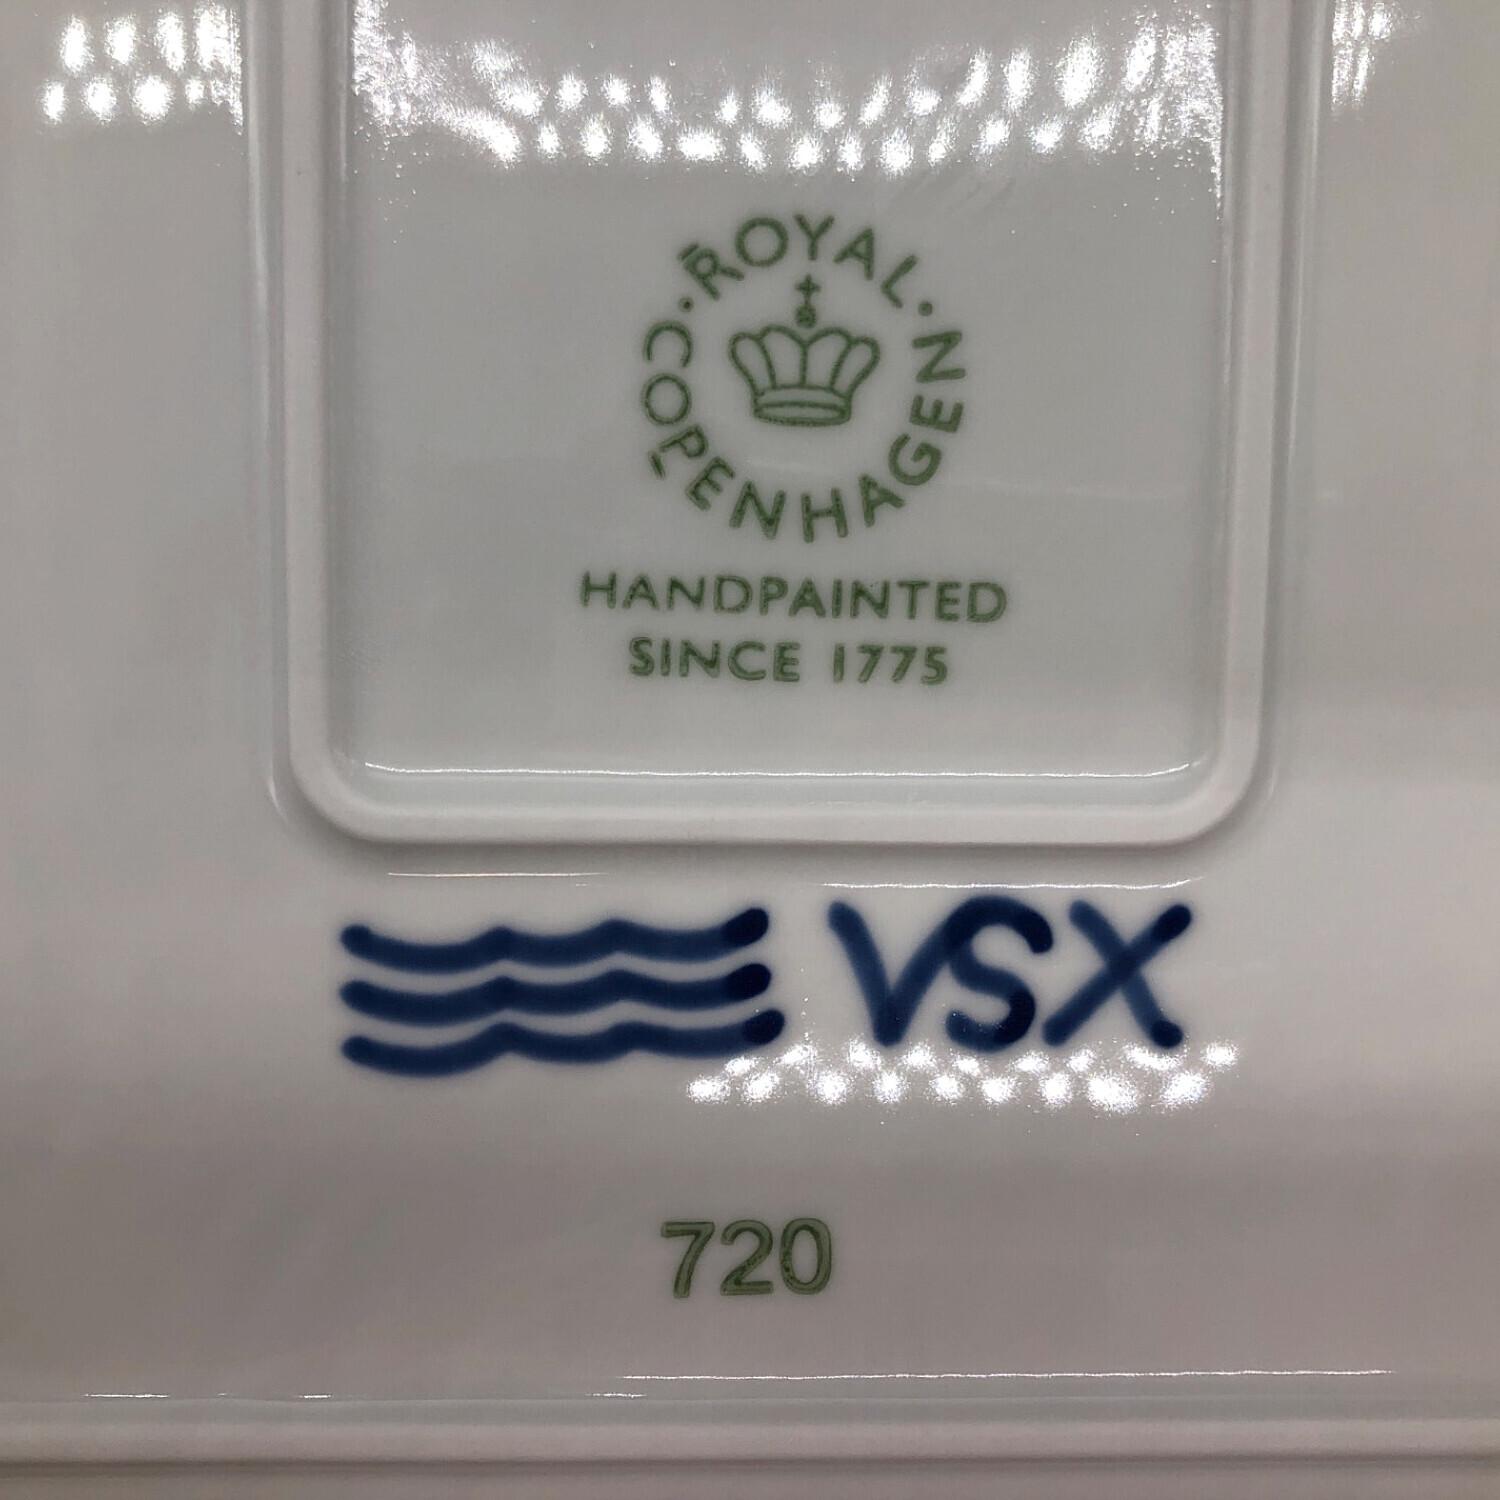 ROYAL
COPENHAGEN
HANDPAINTED
SINCE 1775
VSX
720